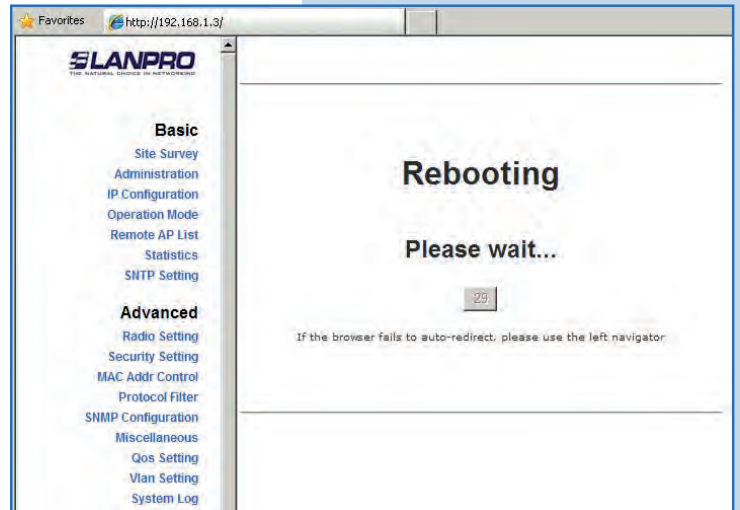 Favorites
http://192.168.1.3/
LANPRO
THE NATURAL CHOICE IN NETWORKING
Basic
Site Survey
Administration
IP Configuration
Operation Mode
Remote AP List
Statistics
SNTP Setting
Advanced
Radio Setting
Security Setting
MAC Addr Control
Protocol Filter
SNMP Configuration
Miscellaneous
Qos Setting
Vlan Setting
System Log
Rebooting
Please wait...
29
If the browser fails to auto-redirect, please use the left navigator